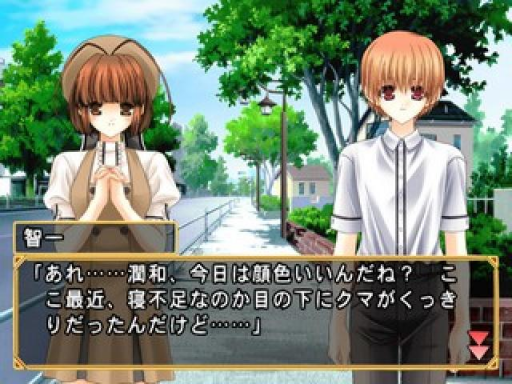 智一
「あれ……潤和、今日は顔色いいんだね？　こ
こ最近、寝不足なのか目の下にクマがくっき
りだったんだけど……」